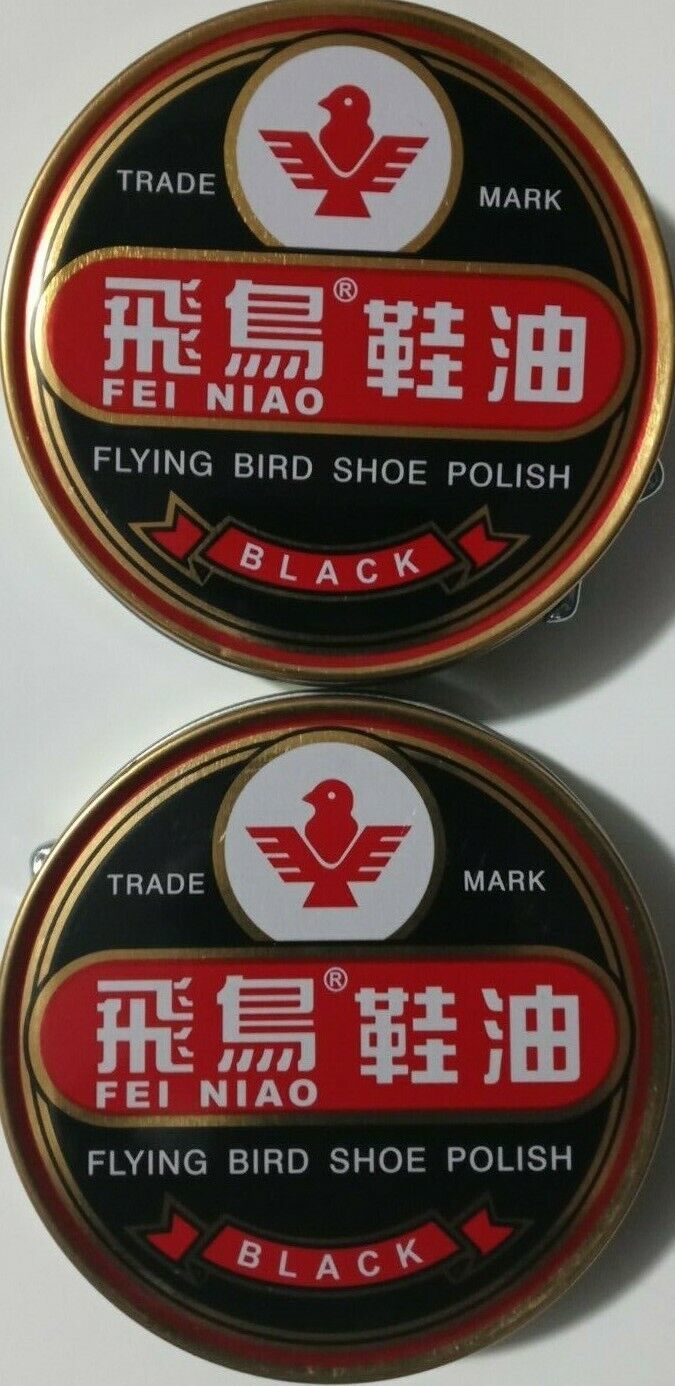 TRADE MARK
飛鳥® 鞋油
FEI NIAO
FLYING BIRD SHOE POLISH
BLACK
TRADE MARK
飛鳥® 鞋油
FEI NIAO
FLYING BIRD SHOE POLISH
BLACK